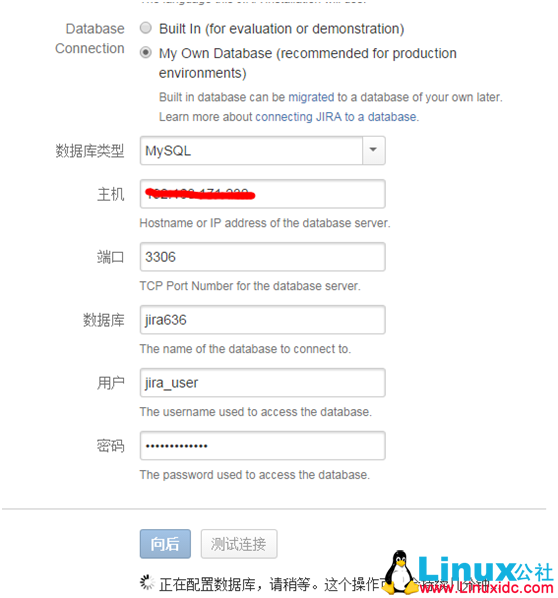 Database
Connection
Built In (for evaluation or demonstration)
My Own Database (recommended for production
environments)
Built in database can be migrated to a database of your own later.
Learn more about connecting JIRA to a database.
数据库类型
MySQL
主机
Hostname or IP address of the database server.
端口
3306
TCP Port Number for the database server.
数据库
jira636
The name of the database to connect to.
用户
jira_user
The username used to access the database.
密码
•••••••••••••
The password used to access the database.
向后
测试连接
正在配置数据库，请稍等。这个操作
Linux公社
www.Linuxidc.com